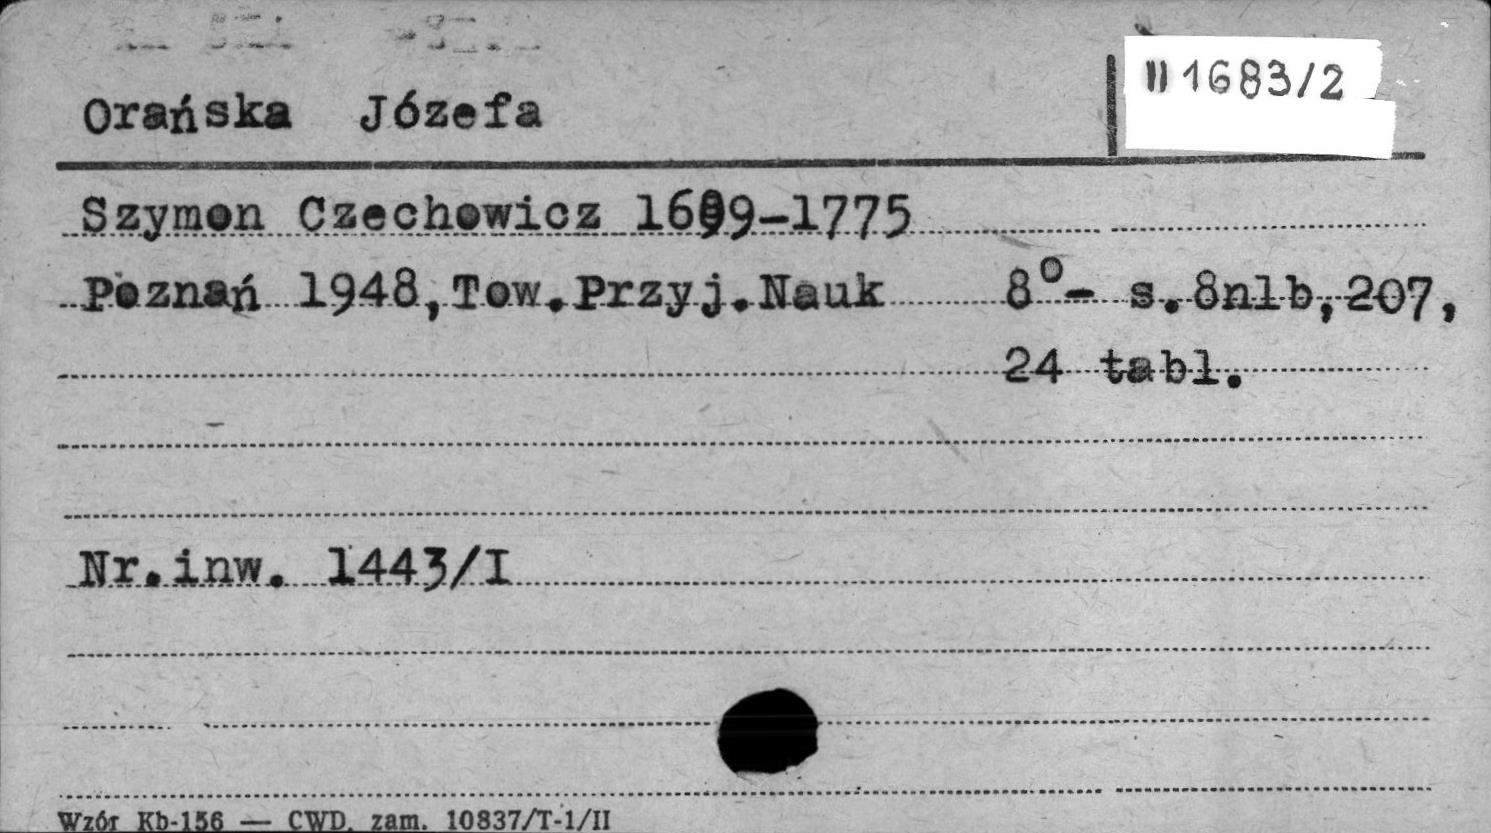 II 1683/2
Orańska Józefa
Szymon Czechowicz 1689-1775
Poznań 1948,Tow.Przyj.Nauk 8°- s.8nlb,207,
24 tabl.
Nr.inw. 1443/I
Wzór Kb-156 — CWD. zam. 10837/T-1/II